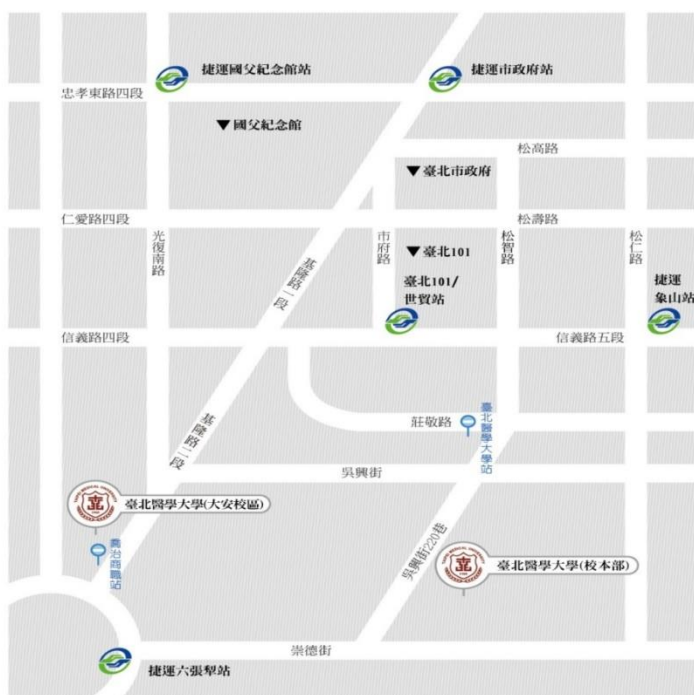 捷運國父紀念館站
捷運市政府站
忠孝東路四段
▼國父紀念館
松高路
▼臺北市政府
仁愛路四段
松壽路
光復南路
市府路
松智路
松仁路
▼臺北101
基隆路一段
臺北101/
世貿站
捷運
象山站
信義路四段
信義路五段
莊敬路
臺北醫學大學站
基隆路二段
吳興街
臺北醫學大學(大安校區)
喬治商職站
吳興街220巷
臺北醫學大學(校本部)
崇德街
捷運六張犁站